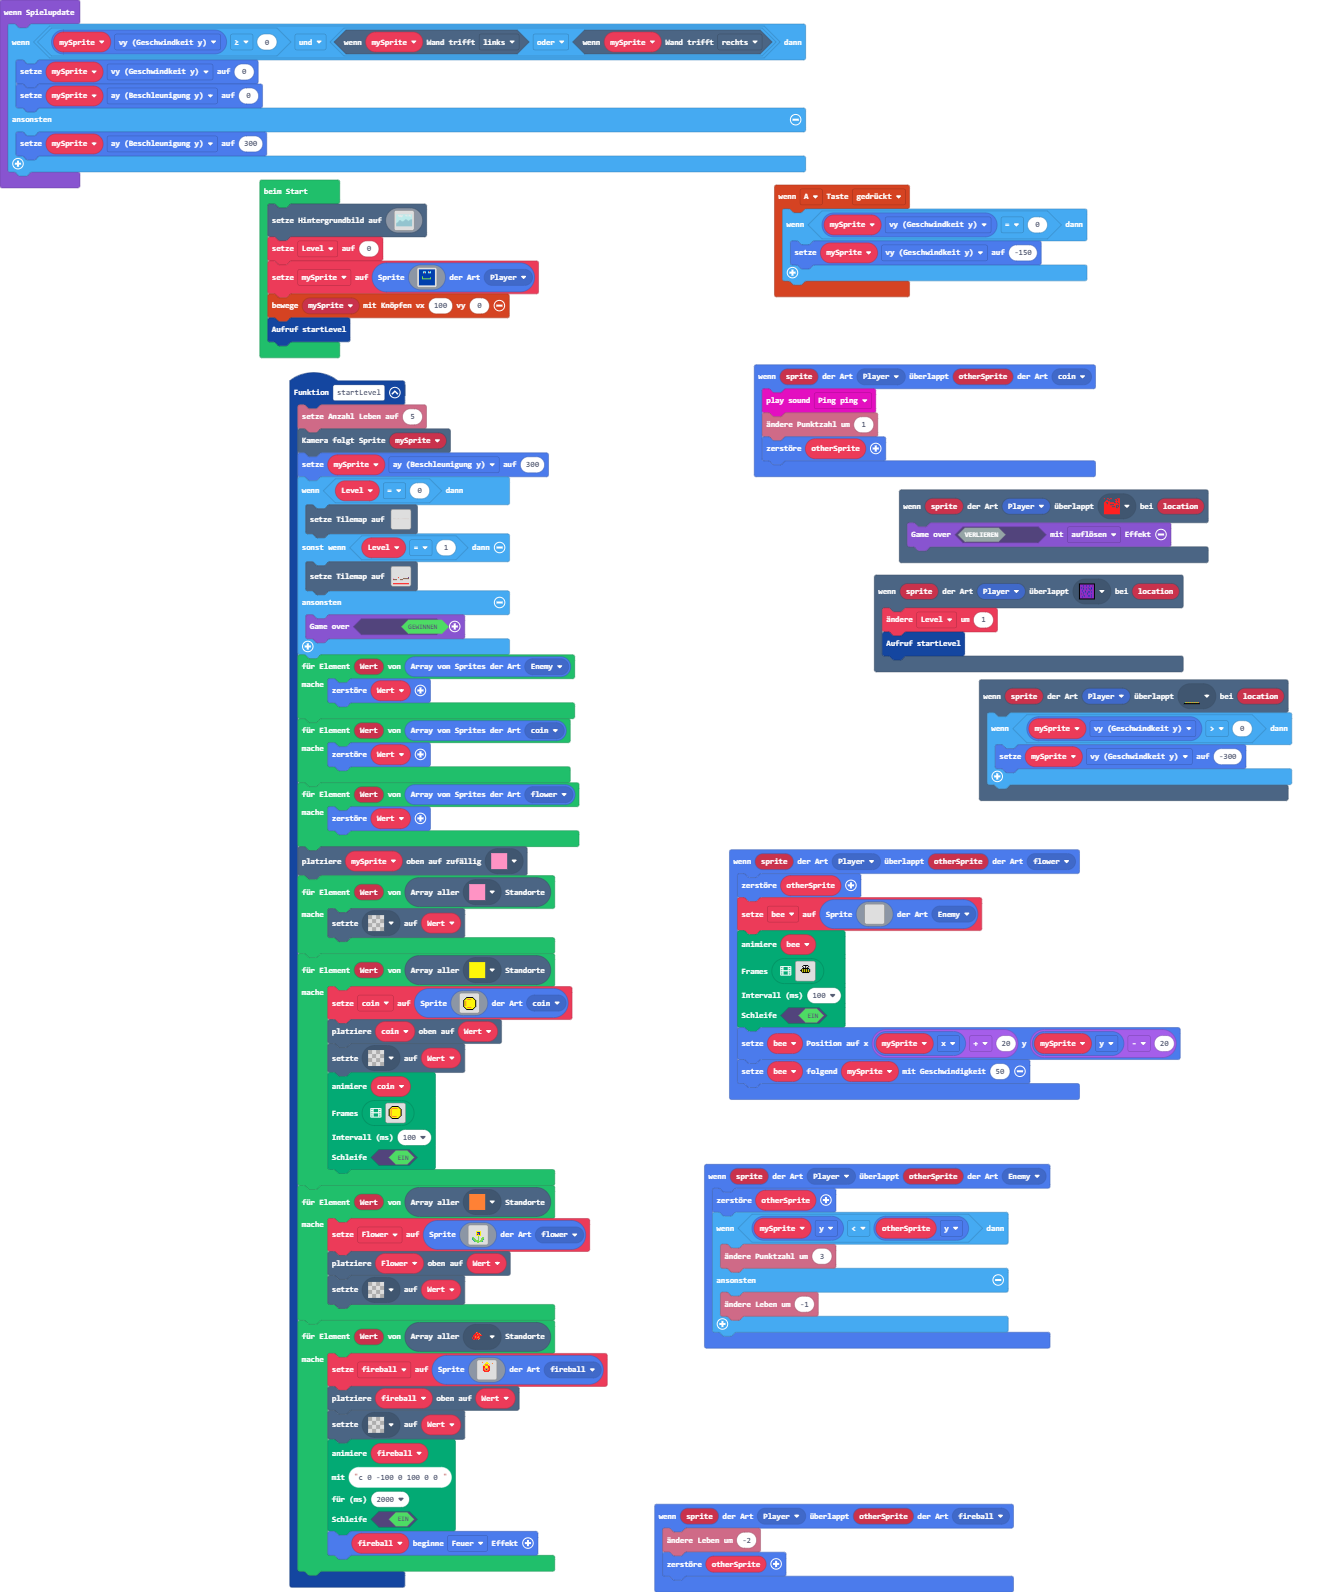 wenn Spielupdate
wenn mySprite vy (Geschwindkeit y) ≥ 0 und wenn mySprite Wand trifft links oder wenn mySprite Wand trifft rechts dann
setze mySprite vy (Geschwindkeit y) auf 0
setze mySprite ay (Beschleunigung y) auf 0
ansonsten
setze mySprite ay (Beschleunigung y) auf 300
beim Start
setze Hintergrundbild auf
setze Level auf 0
setze mySprite auf Sprite der Art Player
bewege mySprite mit Knöpfen vx 100 vy 0
Aufruf startLevel
wenn A Taste gedrückt
wenn mySprite vy (Geschwindkeit y) = 0 dann
setze mySprite vy (Geschwindkeit y) auf -150
Funktion startLevel
setze Anzahl Leben auf 5
Kamera folgt Sprite mySprite
setze mySprite ay (Beschleunigung y) auf 300
wenn Level = 0 dann
setze Tilemap auf
sonst wenn Level = 1 dann
setze Tilemap auf
ansonsten
Game over GEWINNEN
für Element Wert von Array von Sprites der Art Enemy
mache zerstöre Wert
für Element Wert von Array von Sprites der Art coin
mache zerstöre Wert
für Element Wert von Array von Sprites der Art flower
mache zerstöre Wert
platziere mySprite oben auf zufällig
für Element Wert von Array aller Standorte
mache setzte auf Wert
für Element Wert von Array aller Standorte
mache setze coin auf Sprite der Art coin
platziere coin oben auf Wert
setzte auf Wert
animiere coin
Frames
Intervall (ms) 100
Schleife EIN
für Element Wert von Array aller Standorte
mache setze Flower auf Sprite der Art flower
platziere Flower oben auf Wert
setzte auf Wert
für Element Wert von Array aller Standorte
mache setze fireball auf Sprite der Art fireball
platziere fireball oben auf Wert
setzte auf Wert
animiere fireball
mit "c 0 -100 0 100 0 0 "
für (ms) 2000
Schleife EIN
fireball beginne Feuer Effekt
wenn sprite der Art Player überlappt otherSprite der Art coin
play sound Ping ping
ändere Punktzahl um 1
zerstöre otherSprite
wenn sprite der Art Player überlappt bei location
Game over VERLIEREN mit auflösen Effekt
wenn sprite der Art Player überlappt bei location
ändere Level um 1
Aufruf startLevel
wenn sprite der Art Player überlappt bei location
wenn mySprite vy (Geschwindkeit y) > 0 dann
setze mySprite vy (Geschwindkeit y) auf -300
wenn sprite der Art Player überlappt otherSprite der Art flower
zerstöre otherSprite
setze bee auf Sprite der Art Enemy
animiere bee
Frames
Intervall (ms) 100
Schleife EIN
setze bee Position auf x mySprite x + 20 y mySprite y - 20
setze bee folgend mySprite mit Geschwindigkeit 50
wenn sprite der Art Player überlappt otherSprite der Art Enemy
zerstöre otherSprite
wenn mySprite y < otherSprite y dann
ändere Punktzahl um 3
ansonsten
ändere Leben um -1
wenn sprite der Art Player überlappt otherSprite der Art fireball
ändere Leben um -2
zerstöre otherSprite